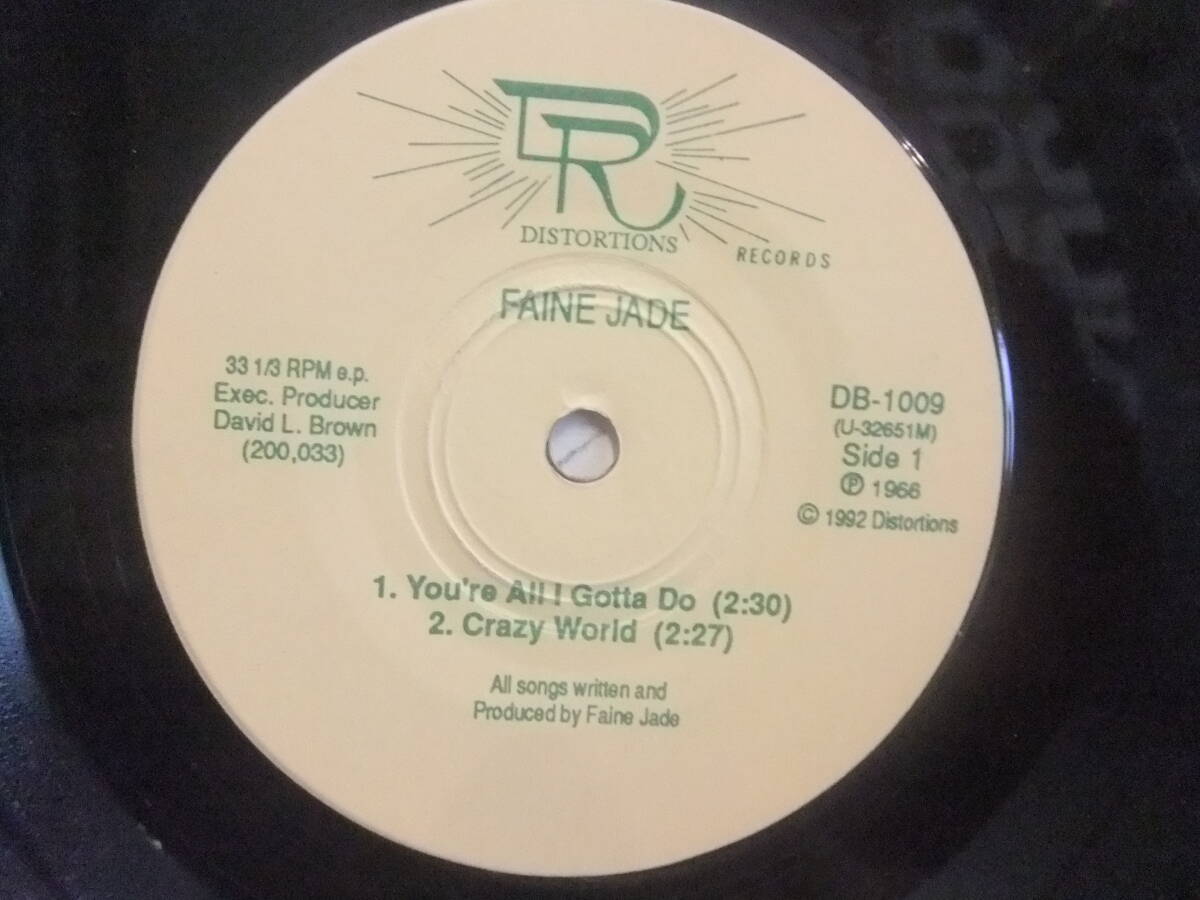 DR
DISTORTIONS
RECORDS
FAINE JADE
33 1/3 RPM e.p.
Exec. Producer
David L. Brown
(200,033)
DB-1009
(U-32651M)
Side 1
Ⓟ 1966
© 1992 Distortions
1. You're All I Gotta Do (2:30)
2. Crazy World (2:27)
All songs written and
Produced by Faine Jade